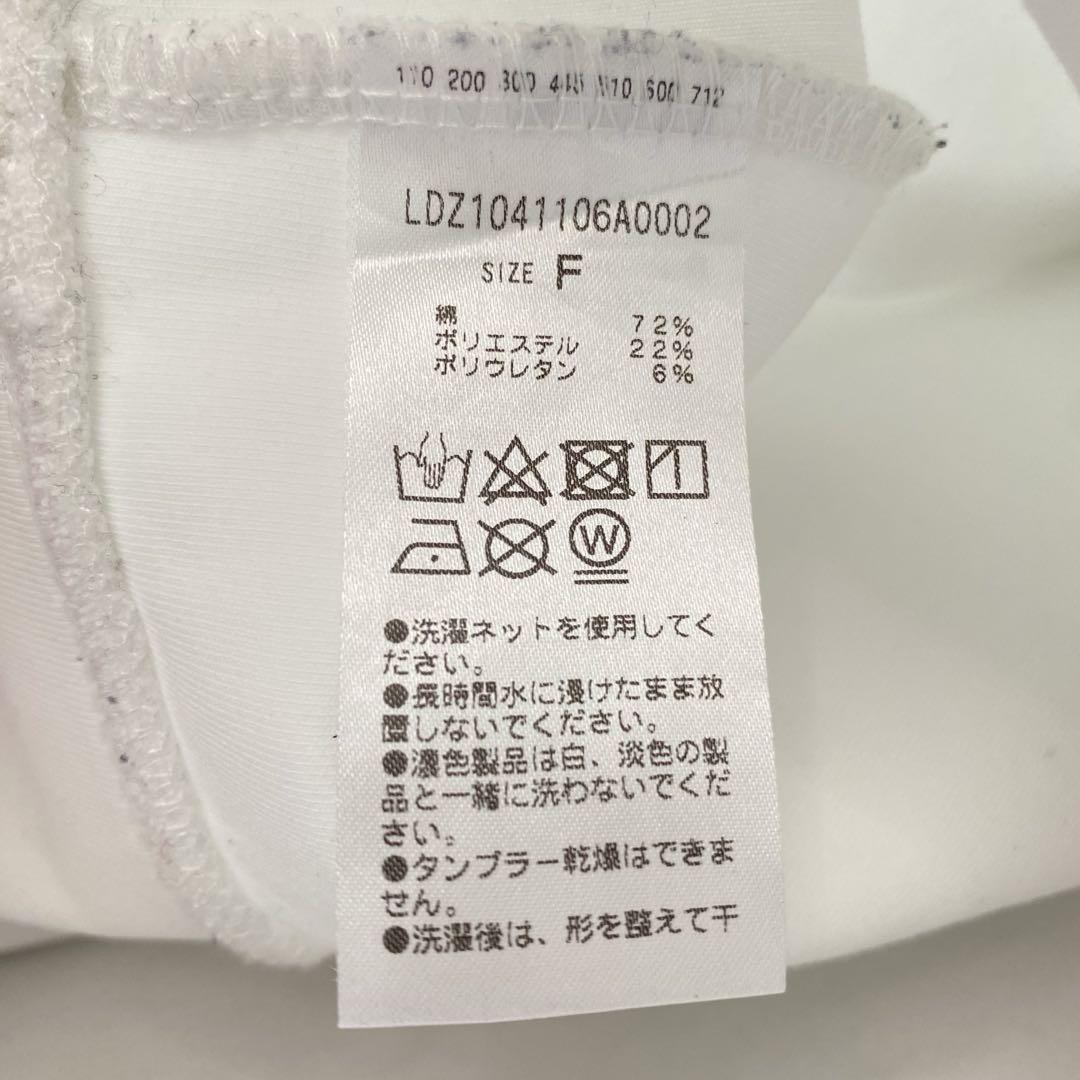 200
712
LDZ1041106A0002
SIZE F
綿 72%
ポリエステル 22%
ポリウレタン 6%
W
●洗濯ネットを使用してく
ださい。
●長時間水に浸けたまま放
置しないでください。
●濃色製品は白、淡色の製
品と一緒に洗わないでくだ
さい。
●タンブラー乾燥はできま
せん。
●洗濯後は、形を整えて干